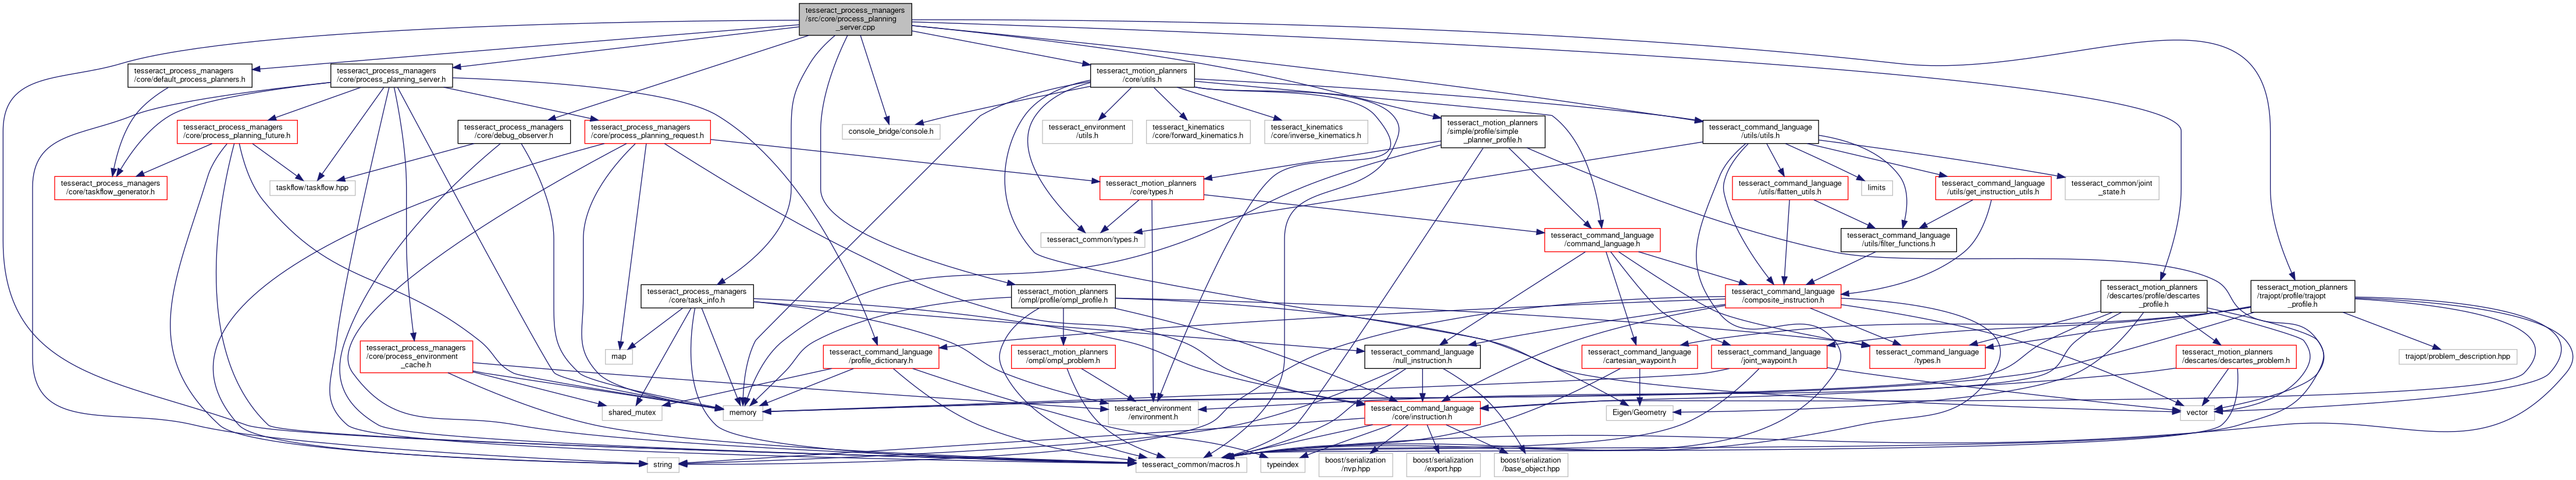 tesseract_process_managers
/src/core/process_planning
_server.cpp
tesseract_process_managers
/core/default_process_planners.h
tesseract_process_managers
/core/process_planning_server.h
tesseract_motion_planners
/core/utils.h
tesseract_process_managers
/core/process_planning_future.h
tesseract_process_managers
/core/debug_observer.h
tesseract_process_managers
/core/process_planning_request.h
console_bridge/console.h
tesseract_environment
/utils.h
tesseract_kinematics
/core/forward_kinematics.h
tesseract_kinematics
/core/inverse_kinematics.h
tesseract_motion_planners
/simple/profile/simple
_planner_profile.h
tesseract_command_language
/utils/utils.h
tesseract_process_managers
/core/taskflow_generator.h
taskflow/taskflow.hpp
tesseract_motion_planners
/core/types.h
tesseract_command_language
/utils/flatten_utils.h
limits
tesseract_command_language
/utils/get_instruction_utils.h
tesseract_common/joint
_state.h
tesseract_common/types.h
tesseract_command_language
/command_language.h
tesseract_command_language
/utils/filter_functions.h
tesseract_process_managers
/core/task_info.h
tesseract_motion_planners
/ompl/profile/ompl_profile.h
tesseract_command_language
/composite_instruction.h
tesseract_motion_planners
/descartes/profile/descartes
_profile.h
tesseract_motion_planners
/trajopt/profile/trajopt
_profile.h
tesseract_process_managers
/core/process_environment
_cache.h
map
tesseract_command_language
/profile_dictionary.h
tesseract_motion_planners
/ompl/ompl_problem.h
tesseract_command_language
/null_instruction.h
tesseract_command_language
/cartesian_waypoint.h
tesseract_command_language
/joint_waypoint.h
tesseract_command_language
/types.h
tesseract_motion_planners
/descartes/descartes_problem.h
trajopt/problem_description.hpp
shared_mutex
memory
tesseract_environment
/environment.h
tesseract_command_language
/core/instruction.h
Eigen/Geometry
vector
string
tesseract_common/macros.h
typeindex
boost/serialization
/nvp.hpp
boost/serialization
/export.hpp
boost/serialization
/base_object.hpp